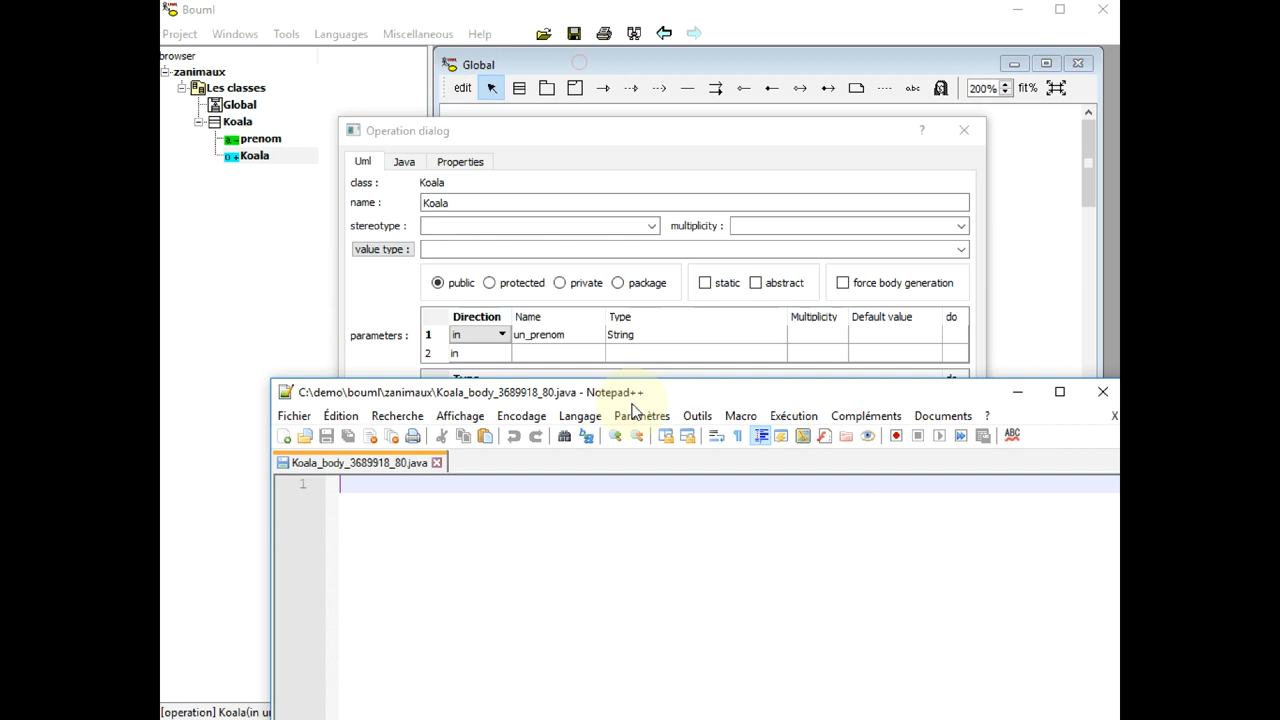 Bouml
Project Windows Tools Languages Miscellaneous Help
browser
zanimaux
Les classes
Global
Koala
prenom
Koala
Global
edit
abc
200%
fit%
Operation dialog
?
Uml Java Properties
class : Koala
name : Koala
stereotype : multiplicity :
value type :
public protected private package static abstract force body generation
parameters :
Direction Name Type Multiplicity Default value do
1 in un_prenom String
2 in
C:\demo\bouml\zanimaux\Koala_body_3689918_80.java - Notepad++
Fichier Édition Recherche Affichage Encodage Langage Paramètres Outils Macro Exécution Compléments Documents ? X
ABC
Koala_body_3689918_80.java
1
[operation] Koala(in